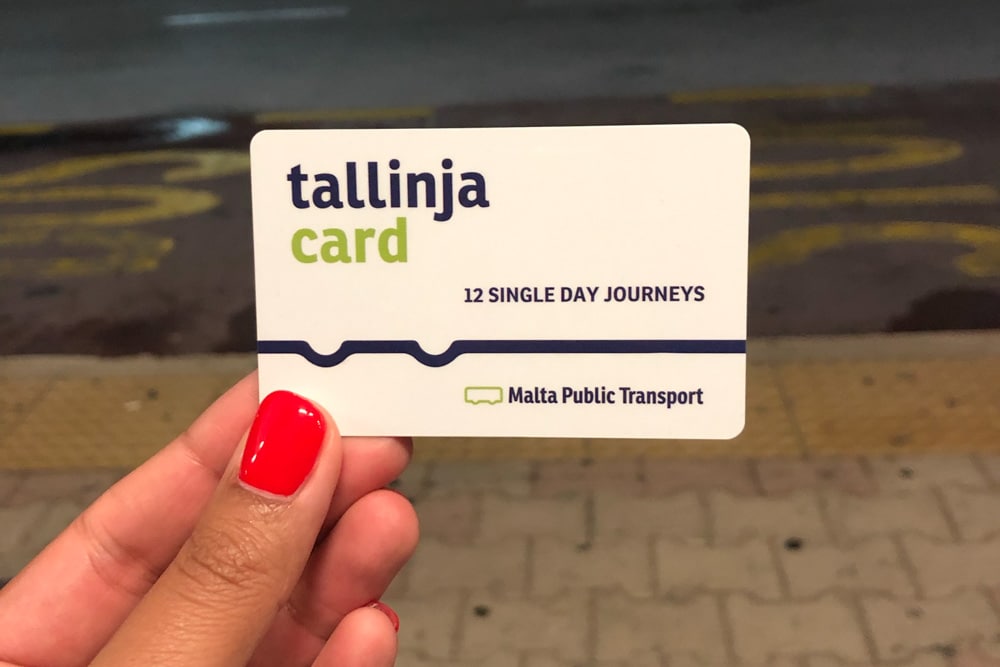 tallinja
card
12 SINGLE DAY JOURNEYS
Malta Public Transport